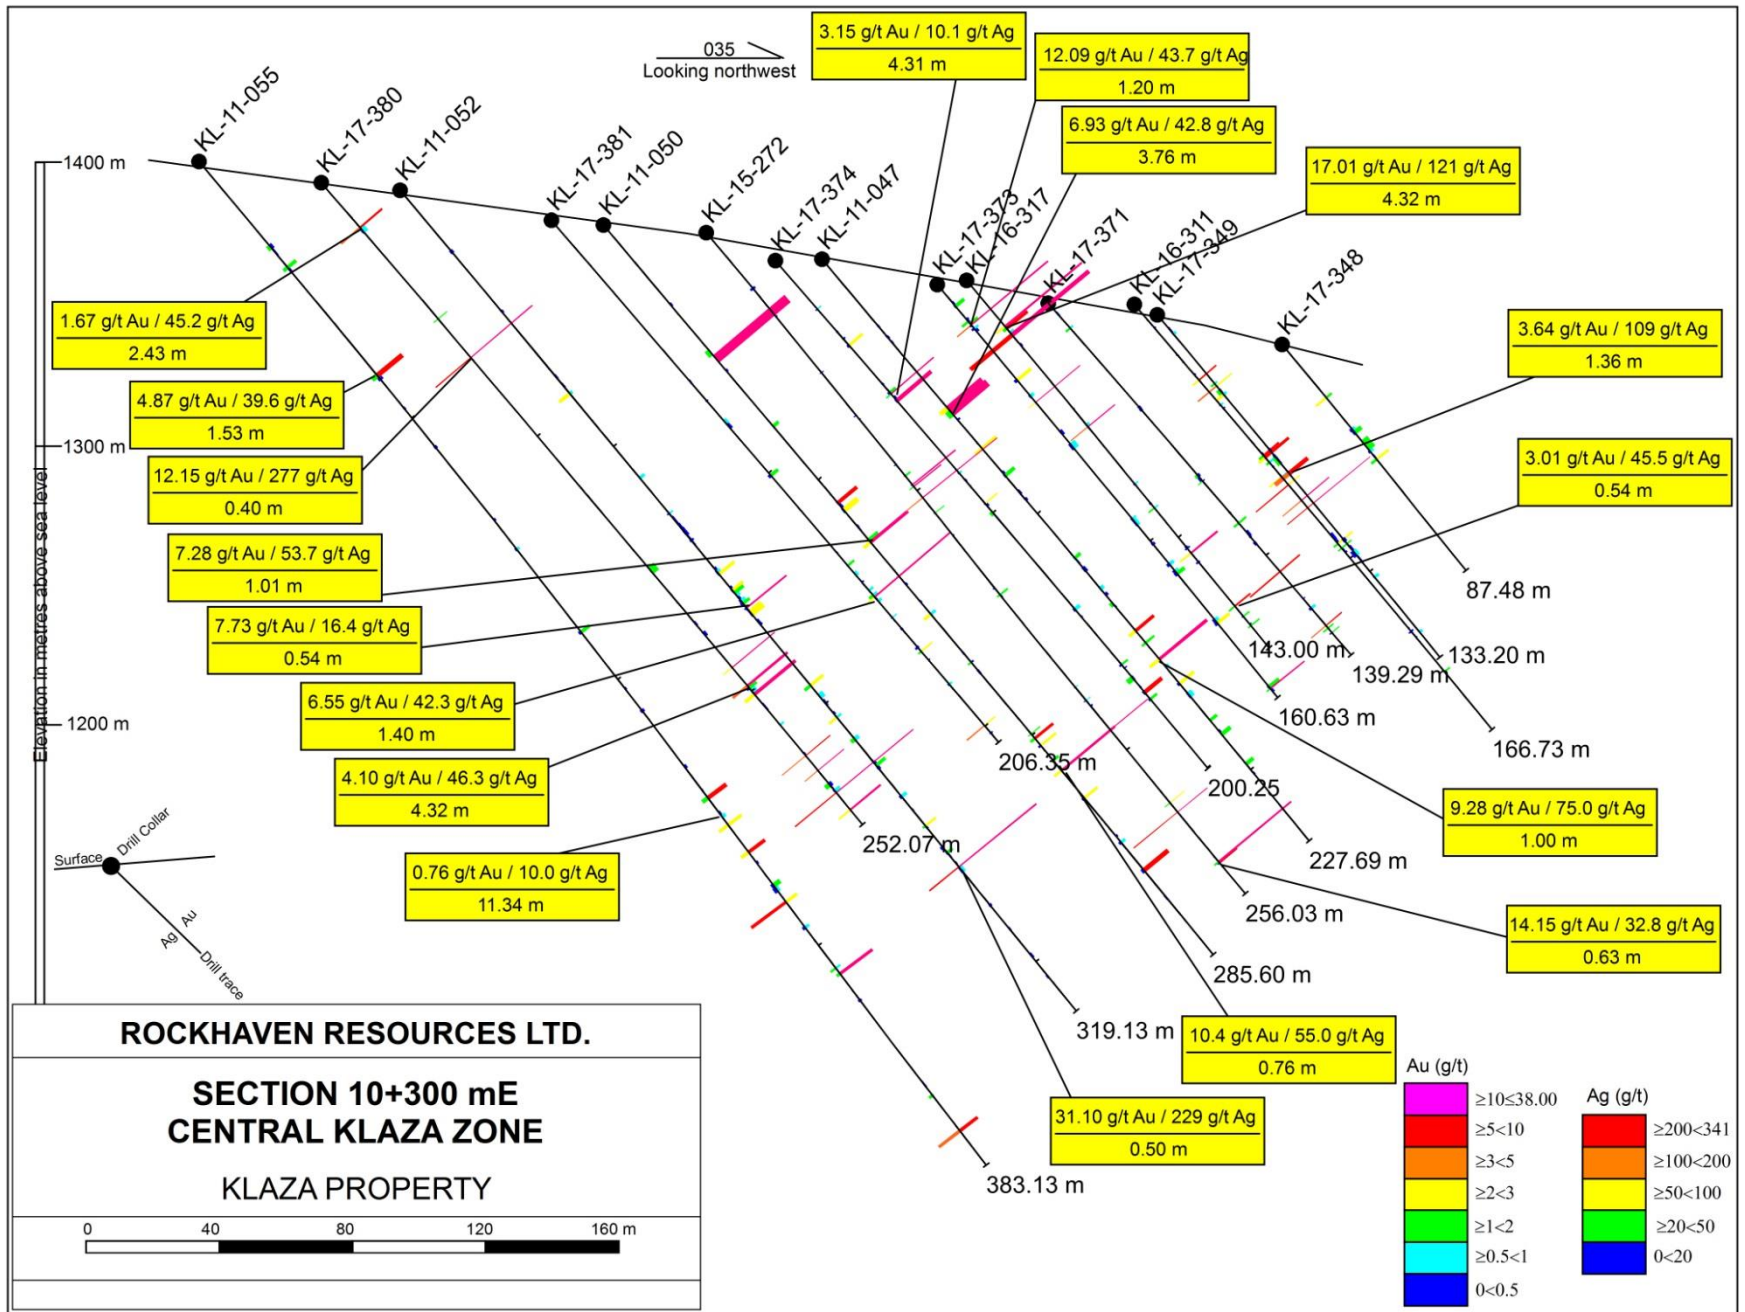 035
Looking northwest
3.15 g/t Au / 10.1 g/t Ag
4.31 m
12.09 g/t Au / 43.7 g/t Ag
1.20 m
6.93 g/t Au / 42.8 g/t Ag
3.76 m
17.01 g/t Au / 121 g/t Ag
4.32 m
KL-11-055
KL-17-380
KL-11-052
KL-17-381
KL-11-050
KL-15-272
KL-17-374
KL-11-047
KL-17-373
KL-16-317
KL-17-371
KL-16-311
KL-17-349
KL-17-348
1400 m
1300 m
1200 m
Elevation in metres above sea level
1.67 g/t Au / 45.2 g/t Ag
2.43 m
4.87 g/t Au / 39.6 g/t Ag
1.53 m
12.15 g/t Au / 277 g/t Ag
0.40 m
7.28 g/t Au / 53.7 g/t Ag
1.01 m
7.73 g/t Au / 16.4 g/t Ag
0.54 m
6.55 g/t Au / 42.3 g/t Ag
1.40 m
4.10 g/t Au / 46.3 g/t Ag
4.32 m
0.76 g/t Au / 10.0 g/t Ag
11.34 m
3.64 g/t Au / 109 g/t Ag
1.36 m
3.01 g/t Au / 45.5 g/t Ag
0.54 m
9.28 g/t Au / 75.0 g/t Ag
1.00 m
14.15 g/t Au / 32.8 g/t Ag
0.63 m
10.4 g/t Au / 55.0 g/t Ag
0.76 m
31.10 g/t Au / 229 g/t Ag
0.50 m
87.48 m
133.20 m
139.29 m
143.00 m
160.63 m
166.73 m
206.35 m
200.25
227.69 m
252.07 m
256.03 m
285.60 m
319.13 m
383.13 m
Surface
Drill Collar
Au
Ag
Drill trace
ROCKHAVEN RESOURCES LTD.
SECTION 10+300 mE
CENTRAL KLAZA ZONE
KLAZA PROPERTY
0 40 80 120 160 m
Au (g/t)
≥10≤38.00
≥5<10
≥3<5
≥2<3
≥1<2
≥0.5<1
0<0.5
Ag (g/t)
≥200<341
≥100<200
≥50<100
≥20<50
0<20